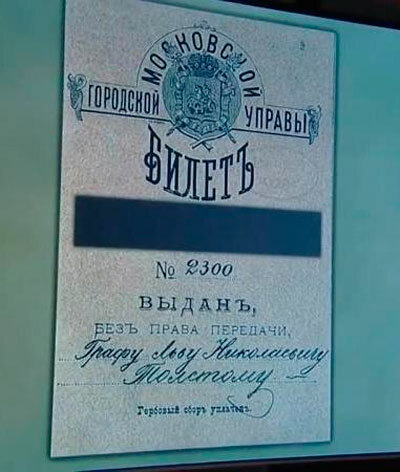 МОСКОВСКОЙ
ГОРОДСКОЙ УПРАВЫ
БИЛЕТЪ
№ 2300
ВЫДАНЪ,
БЕЗЪ ПРАВА ПЕРЕДАЧИ,
Графу Льву Николаевичу
Толстому
Гербовый сборъ уплаченъ.